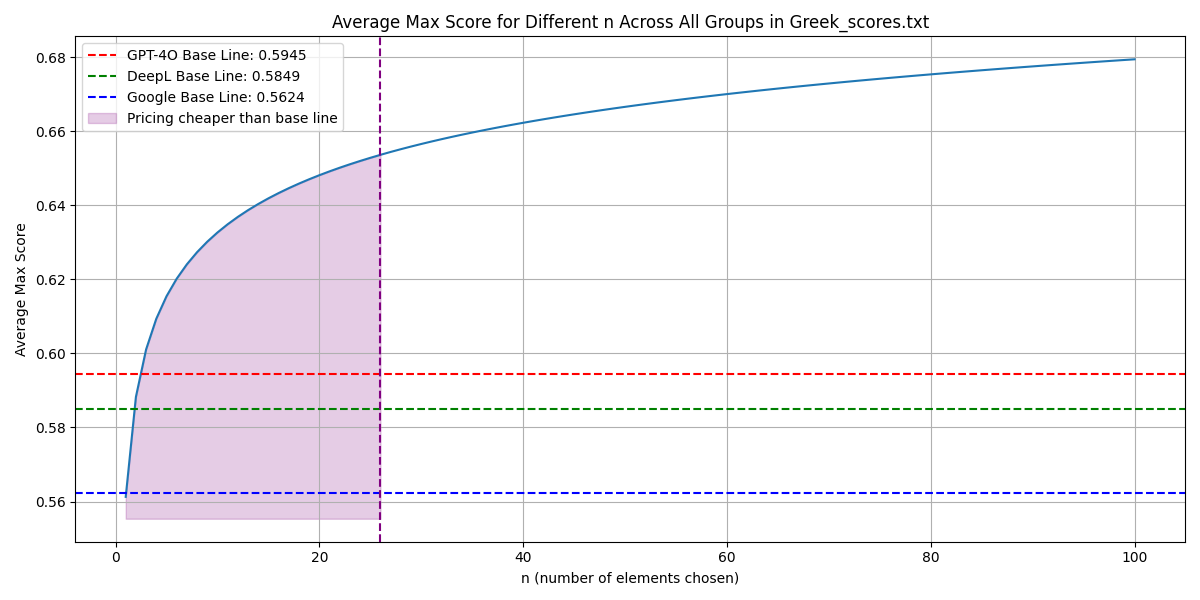 Average Max Score for Different n Across All Groups in Greek_scores.txt
GPT-4O Base Line: 0.5945
DeepL Base Line: 0.5849
Google Base Line: 0.5624
Pricing cheaper than base line
Average Max Score
0.68
0.66
0.64
0.62
0.60
0.58
0.56
0 20 40 60 80 100
n (number of elements chosen)